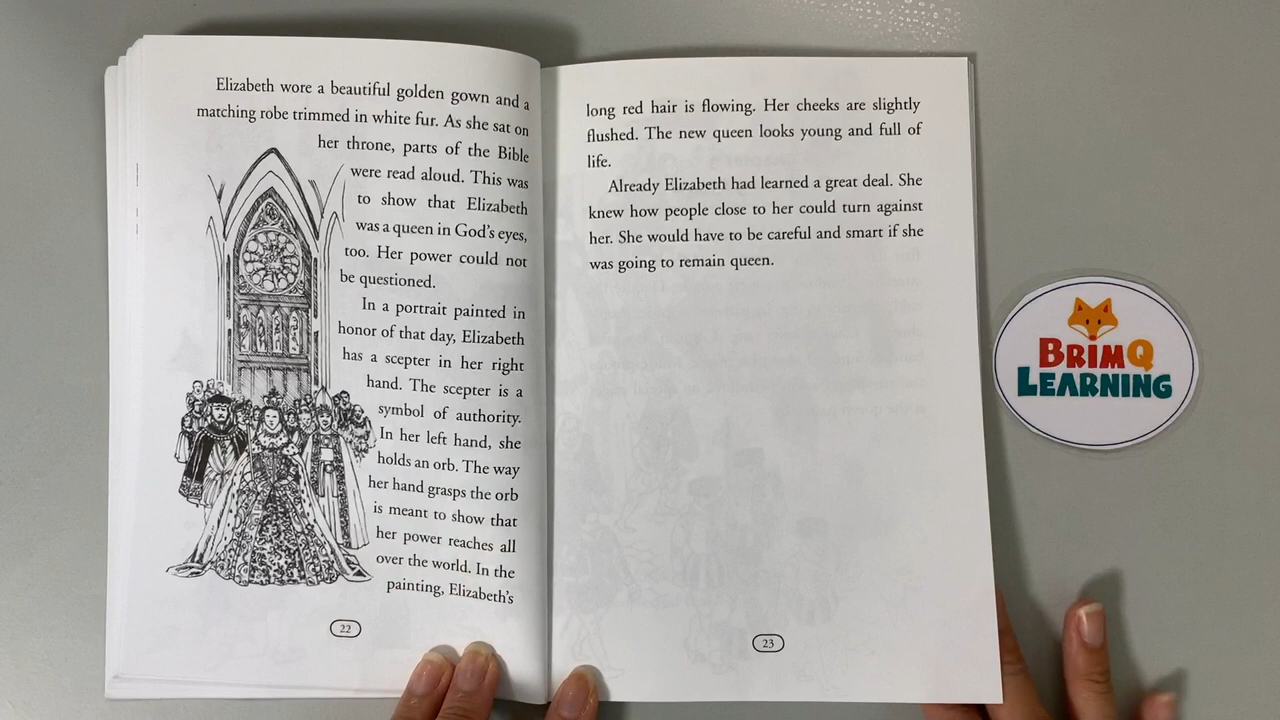 Elizabeth wore a beautiful golden gown and a
matching robe trimmed in white fur. As she sat on
her throne, parts of the Bible
were read aloud. This was
to show that Elizabeth
was a queen in God's eyes,
too. Her power could not
be questioned.
In a portrait painted in
honor of that day, Elizabeth
has a scepter in her right
hand. The scepter is a
symbol of authority.
In her left hand, she
holds an orb. The way
her hand grasps the orb
is meant to show that
her power reaches all
over the world. In the
painting, Elizabeth's
22
long red hair is flowing. Her cheeks are slightly
flushed. The new queen looks young and full of
life.
Already Elizabeth had learned a great deal. She
knew how people close to her could turn against
her. She would have to be careful and smart if she
was going to remain queen.
23
BRIMQ
LEARNING